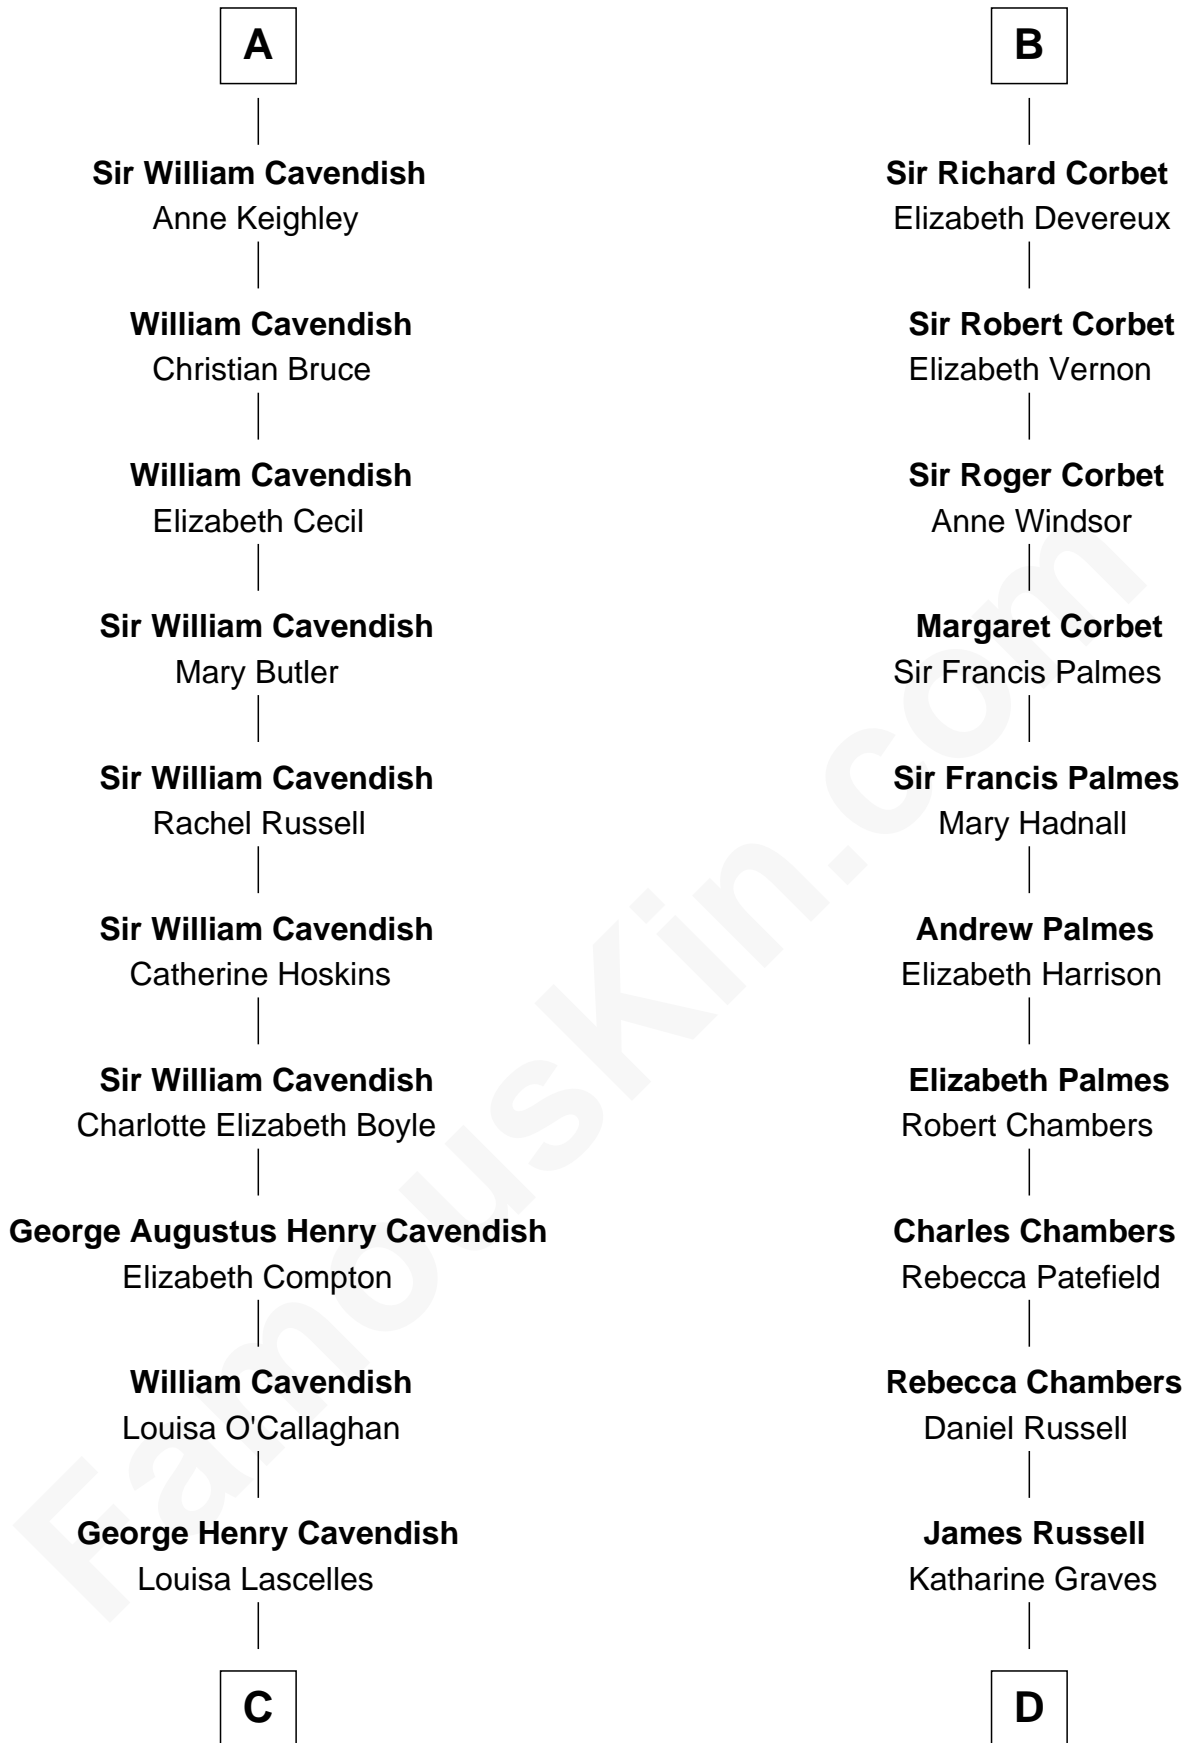 A
Sir William Cavendish
Anne Keighley
William Cavendish
Christian Bruce
William Cavendish
Elizabeth Cecil
Sir William Cavendish
Mary Butler
Sir William Cavendish
Rachel Russell
Sir William Cavendish
Catherine Hoskins
Sir William Cavendish
Charlotte Elizabeth Boyle
George Augustus Henry Cavendish
Elizabeth Compton
William Cavendish
Louisa O'Callaghan
George Henry Cavendish
Louisa Lascelles
C
B
Sir Richard Corbet
Elizabeth Devereux
Sir Robert Corbet
Elizabeth Vernon
Sir Roger Corbet
Anne Windsor
Margaret Corbet
Sir Francis Palmes
Sir Francis Palmes
Mary Hadnall
Andrew Palmes
Elizabeth Harrison
Elizabeth Palmes
Robert Chambers
Charles Chambers
Rebecca Patefield
Rebecca Chambers
Daniel Russell
James Russell
Katharine Graves
D
FamousKin.com